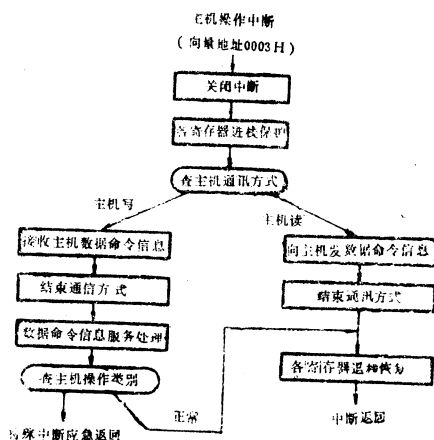 主机操作中断
(向量地址0003H)
关闭中断
各寄存器进栈保护
查主机通讯方式
主机写
主机读
接收主机数据命令信息
向主机发数据命令信息
结束通信方式
结束通讯方式
数据命令信息服务处理
查主机操作类别
各寄存器退栈恢复
正常
中断应急返回
中断返回